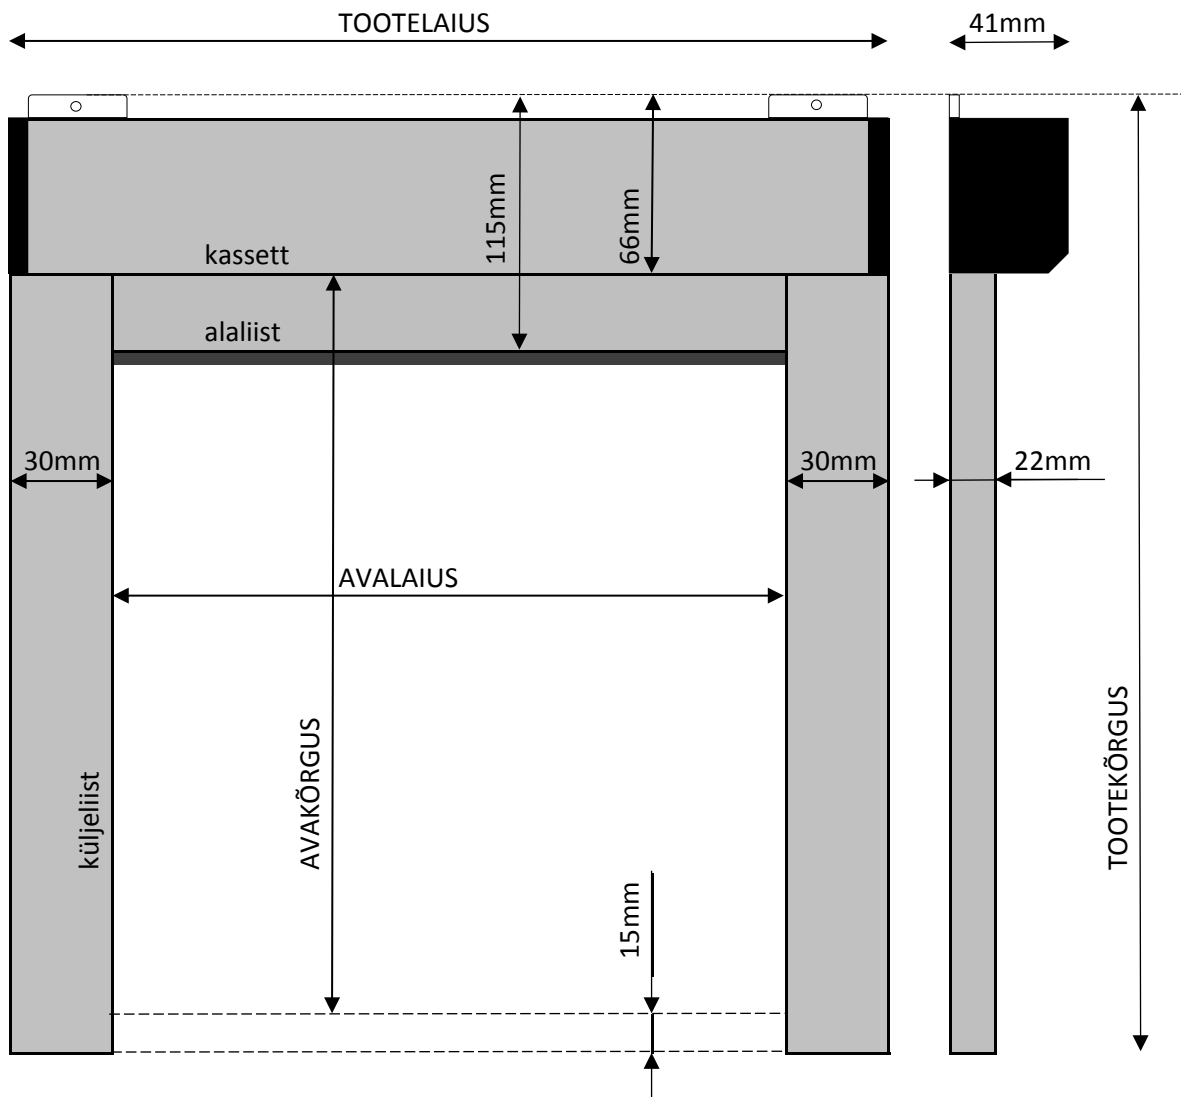 TOOTELAIUS
41mm
115mm
66mm
kassett
alaliist
30mm
30mm
22mm
AVALAIUS
AVAKÕRGUS
TOOTEKÕRGUS
küljeliist
15mm